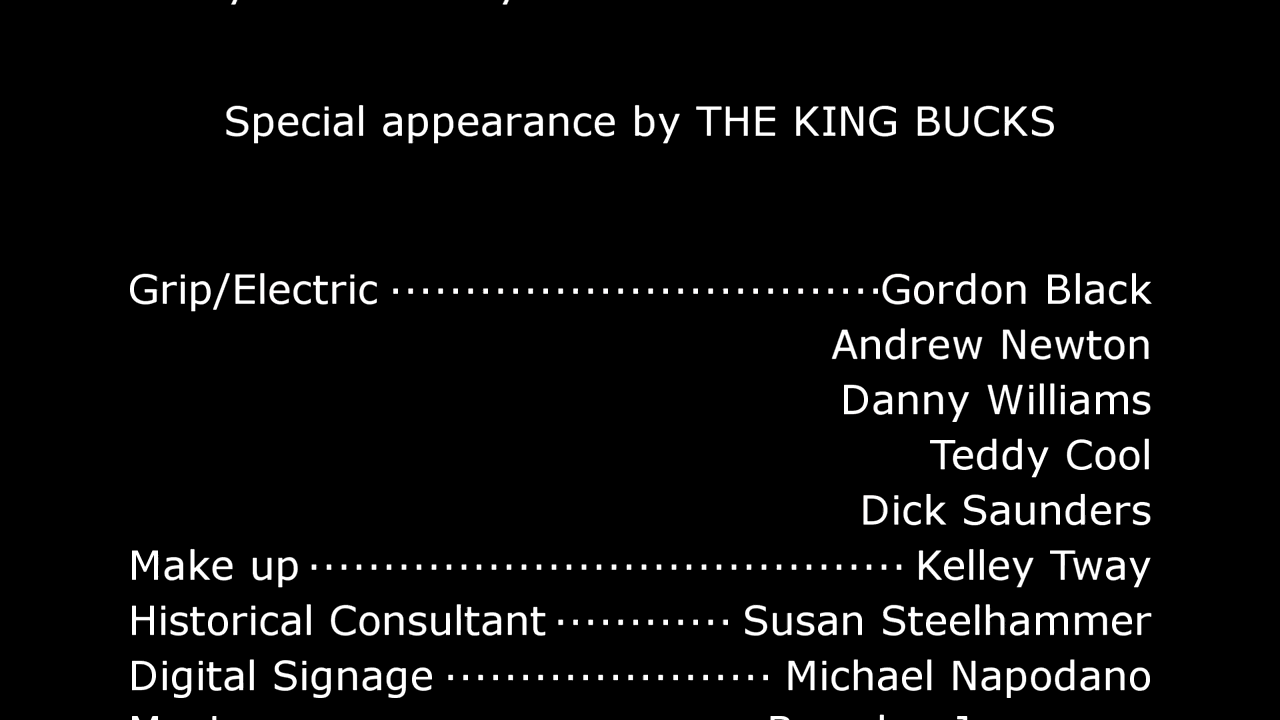 Special appearance by THE KING BUCKS
Grip/Electric ································· Gordon Black
Andrew Newton
Danny Williams
Teddy Cool
Dick Saunders
Make up ········································ Kelley Tway
Historical Consultant ············ Susan Steelhammer
Digital Signage ······················ Michael Napodano